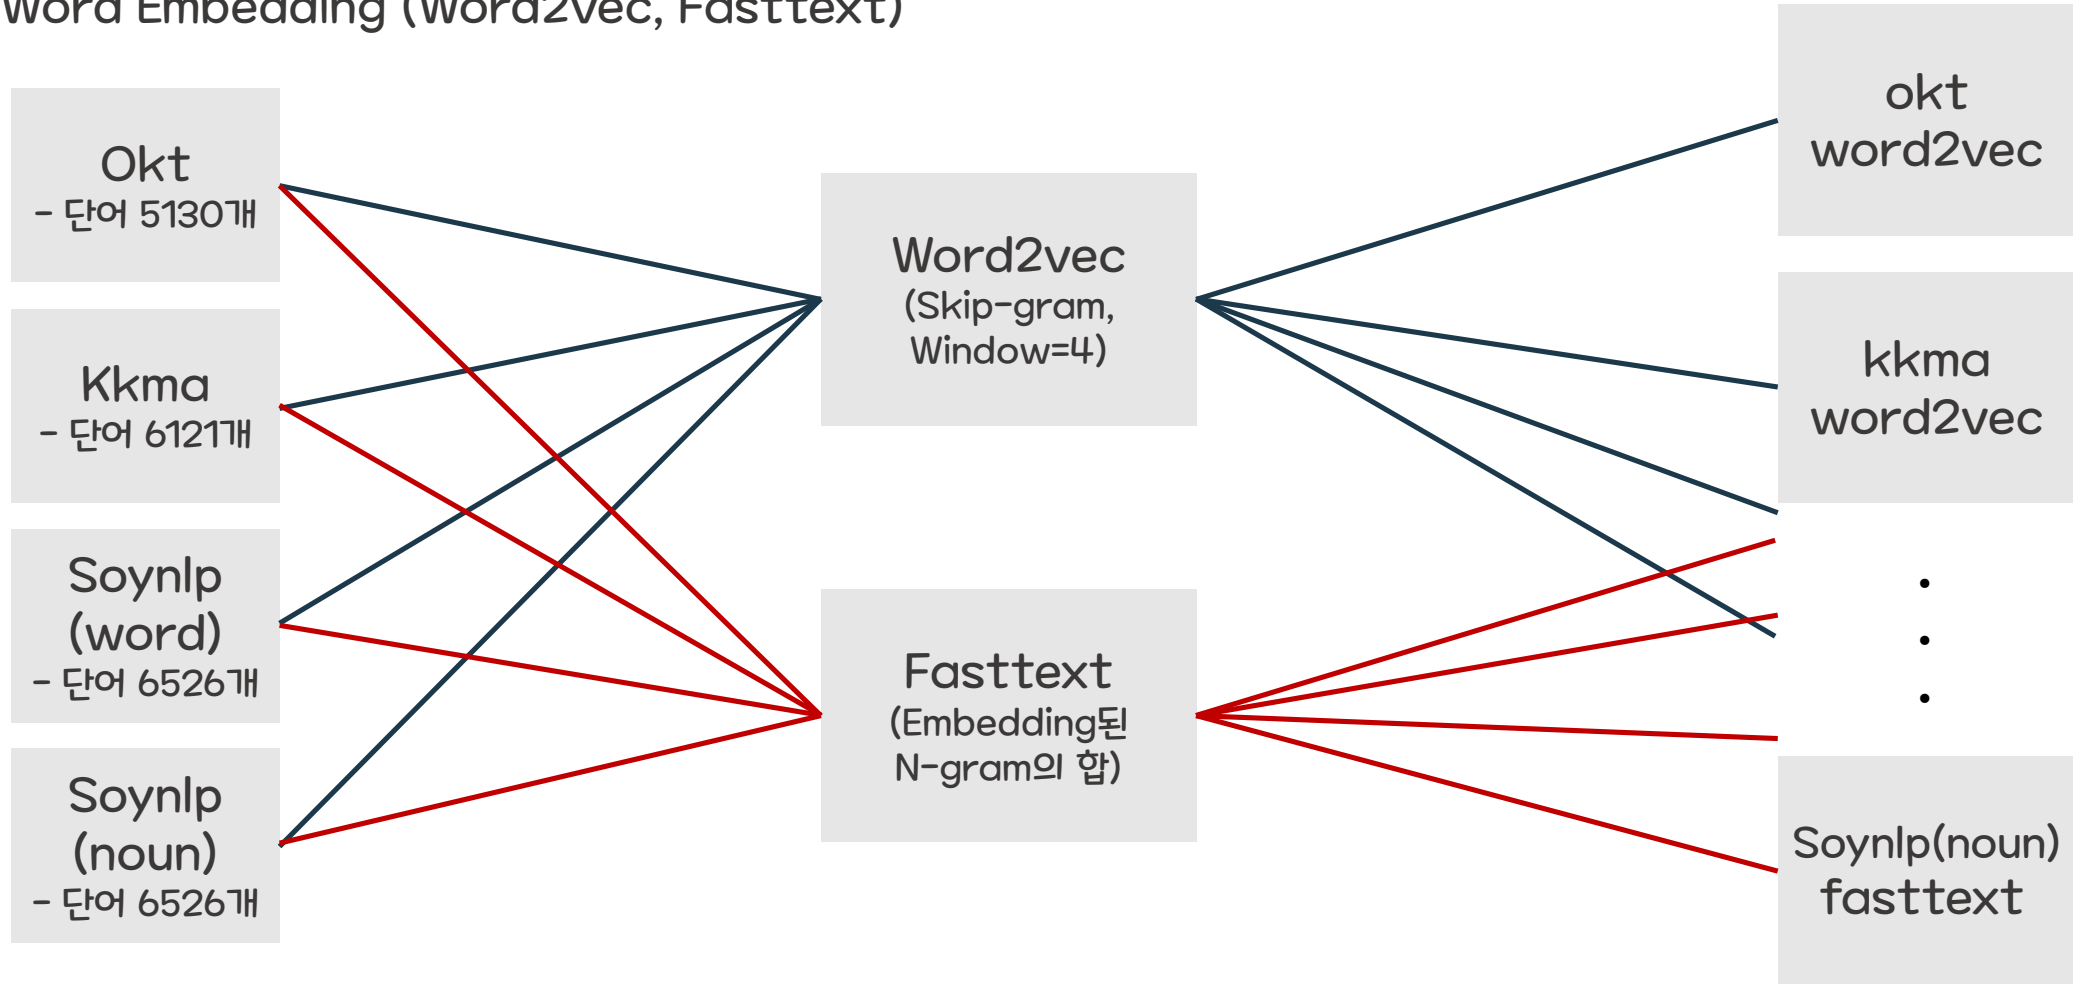 Word Embedding (Word2vec, Fasttext)
Okt
- 단어 5130개
Kkma
- 단어 6121개
Soynlp
(word)
- 단어 6526개
Soynlp
(noun)
- 단어 6526개
Word2vec
(Skip-gram,
Window=4)
Fasttext
(Embedding된
N-gram의 합)
okt
word2vec
kkma
word2vec
.
.
.
Soynlp(noun)
fasttext